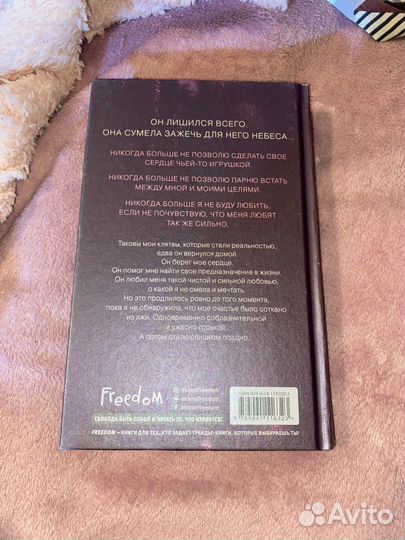 ОН ЛИШИЛСЯ ВСЕГО.
ОНА СУМЕЛА ЗАЖЕЧЬ ДЛЯ НЕГО НЕБЕСА...
НИКОГДА БОЛЬШЕ НЕ ПОЗВОЛЮ СДЕЛАТЬ СВОЕ
СЕРДЦЕ ЧЬЕЙ-ТО ИГРУШКОЙ.
НИКОГДА БОЛЬШЕ НЕ ПОЗВОЛЮ ПАРНЮ ВСТАТЬ
МЕЖДУ МНОЙ И МОИМИ ЦЕЛЯМИ.
НИКОГДА БОЛЬШЕ Я НЕ БУДУ ЛЮБИТЬ,
ЕСЛИ НЕ ПОЧУВСТВУЮ, ЧТО МЕНЯ ЛЮБЯТ
ТАК ЖЕ СИЛЬНО.
Таковы мои клятвы, которые стали реальностью,
едва он вернулся домой.
Он берег мое сердце.
Он помог мне найти свое предназначение в жизни.
Он любил меня такой чистой и сильной любовью,
о какой я не смела и мечтать.
Но это продлилось ровно до того момента,
пока я не обнаружила, что мое счастье было соткано
из лжи. Одновременно соблазнительной
и ужасно горькой.
А потом стало слишком поздно...
Freedom
eksmofreedom
eksmofreedom
eksmofreedom
СВОБОДА БЫТЬ СОБОЙ И ЧИТАТЬ ТО, ЧТО НРАВИТСЯ!
FREEDOM – КНИГИ ДЛЯ ТЕХ, КТО ЗАДАЕТ ТРЕНДЫ! КНИГИ, КОТОРЫЕ ВЫБИРАЕШЬ ТЫ!
Avito